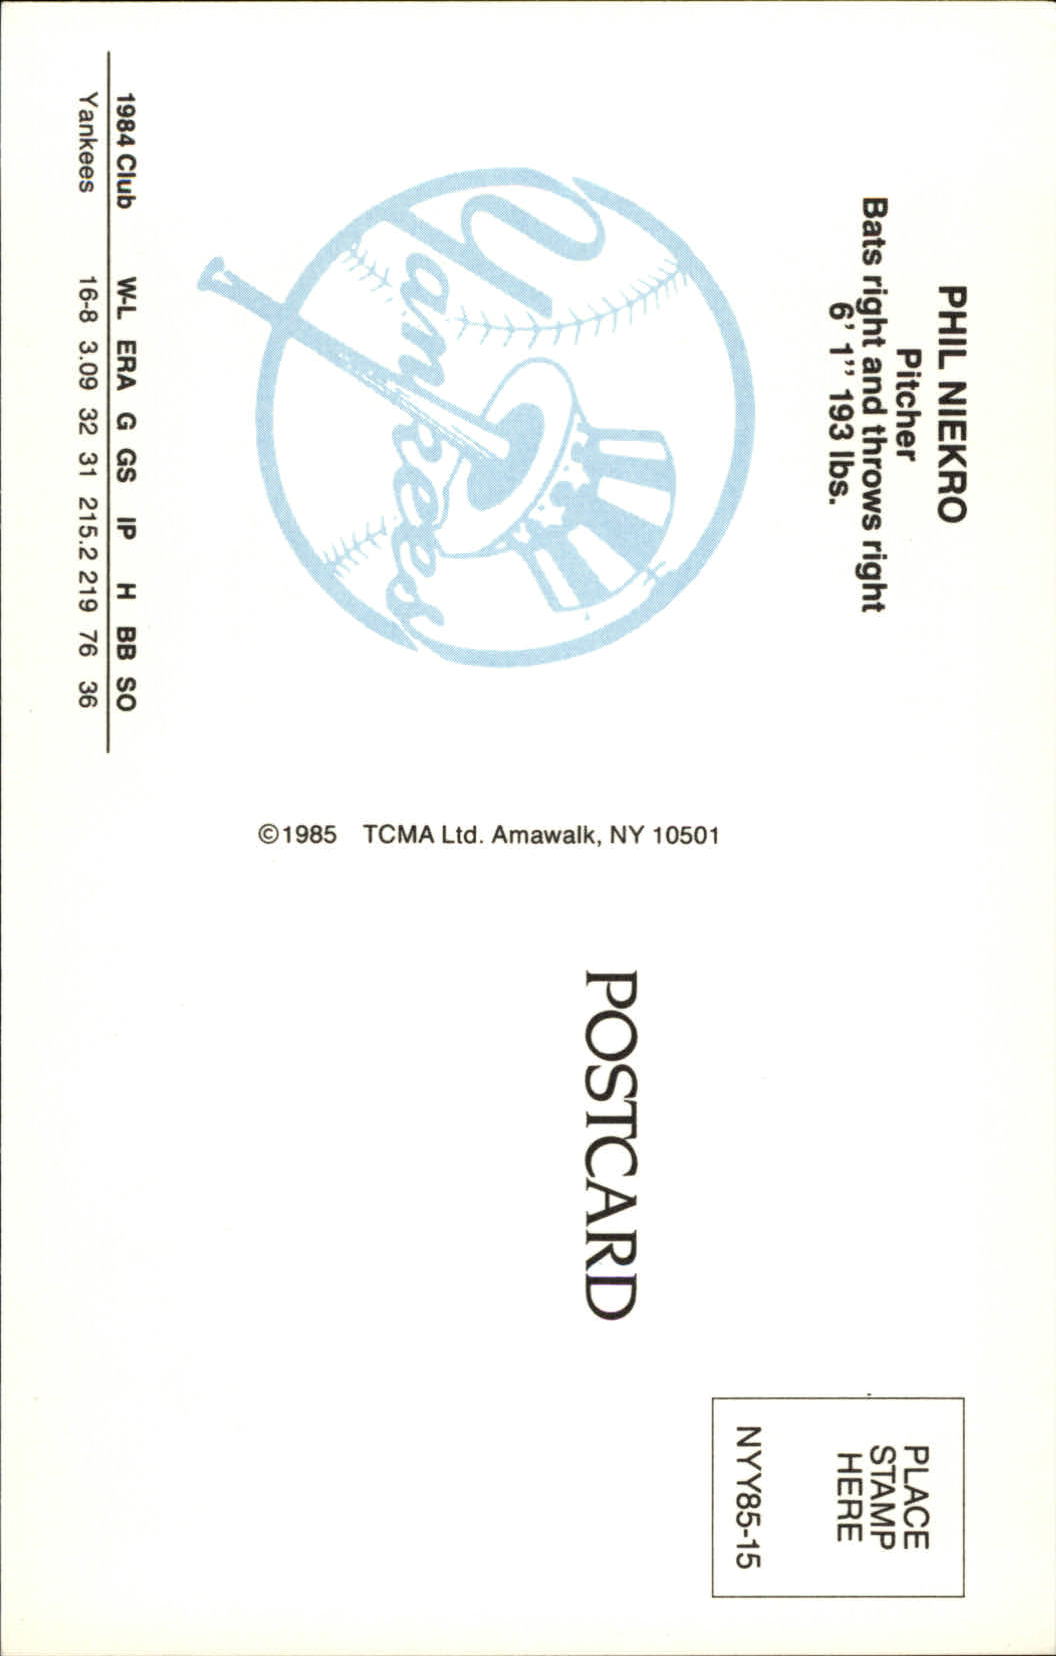 PHIL NIEKRO
Pitcher
Bats right and throws right
6' 1'' 193 lbs.
Yankees
1984 Club W-L ERA G GS IP H BB SO
Yankees 16-8 3.09 32 31 215.2 219 76 36
©1985 TCMA Ltd. Amawalk, NY 10501
POSTCARD
PLACE
STAMP
HERE
NYY85-15